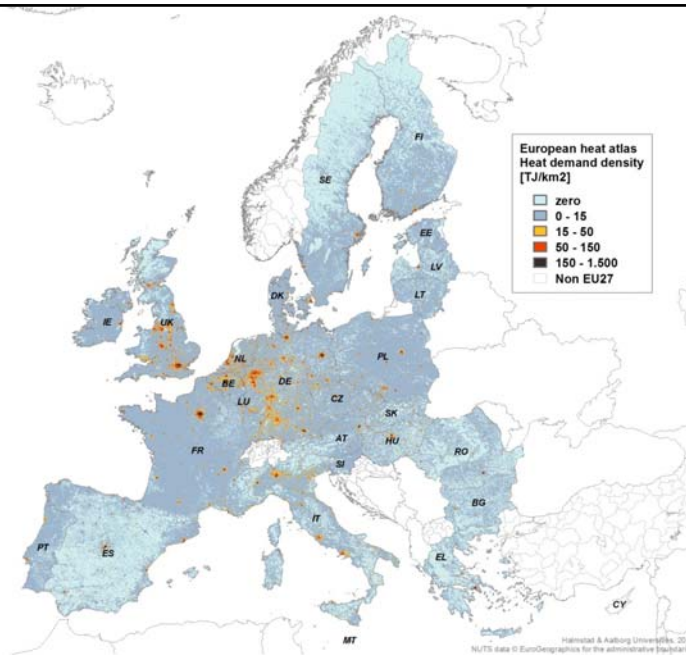 FI
SE
European heat atlas
Heat demand density
[TJ/km2]
zero
0 - 15
15 - 50
50 - 150
150 - 1.500
Non EU27
EE
LV
LT
DK
IE
UK
NL
BE
DE
PL
LU
CZ
SK
FR
AT
HU
SI
RO
BG
IT
PT
ES
EL
CY
MT
Halmstad & Aalborg Universities, 20
NUTS data © EuroGeographics for the administrative boundar